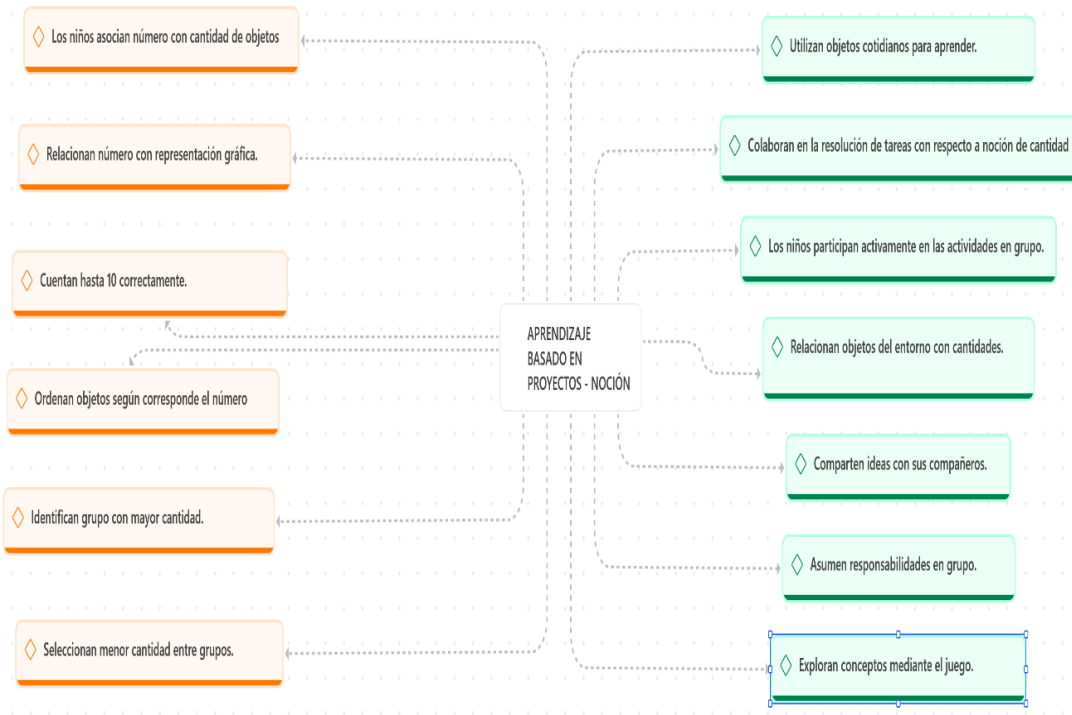 Los niños asocian número con cantidad de objetos
Relacionan número con representación gráfica.
Cuentan hasta 10 correctamente.
Ordenan objetos según corresponde el número
Identifican grupo con mayor cantidad.
Seleccionan menor cantidad entre grupos.
APRENDIZAJE
BASADO EN
PROYECTOS - NOCIÓN
Utilizan objetos cotidianos para aprender.
Colaboran en la resolución de tareas con respecto a noción de cantidad
Los niños participan activamente en las actividades en grupo.
Relacionan objetos del entorno con cantidades.
Comparten ideas con sus compañeros.
Asumen responsabilidades en grupo.
Exploran conceptos mediante el juego.